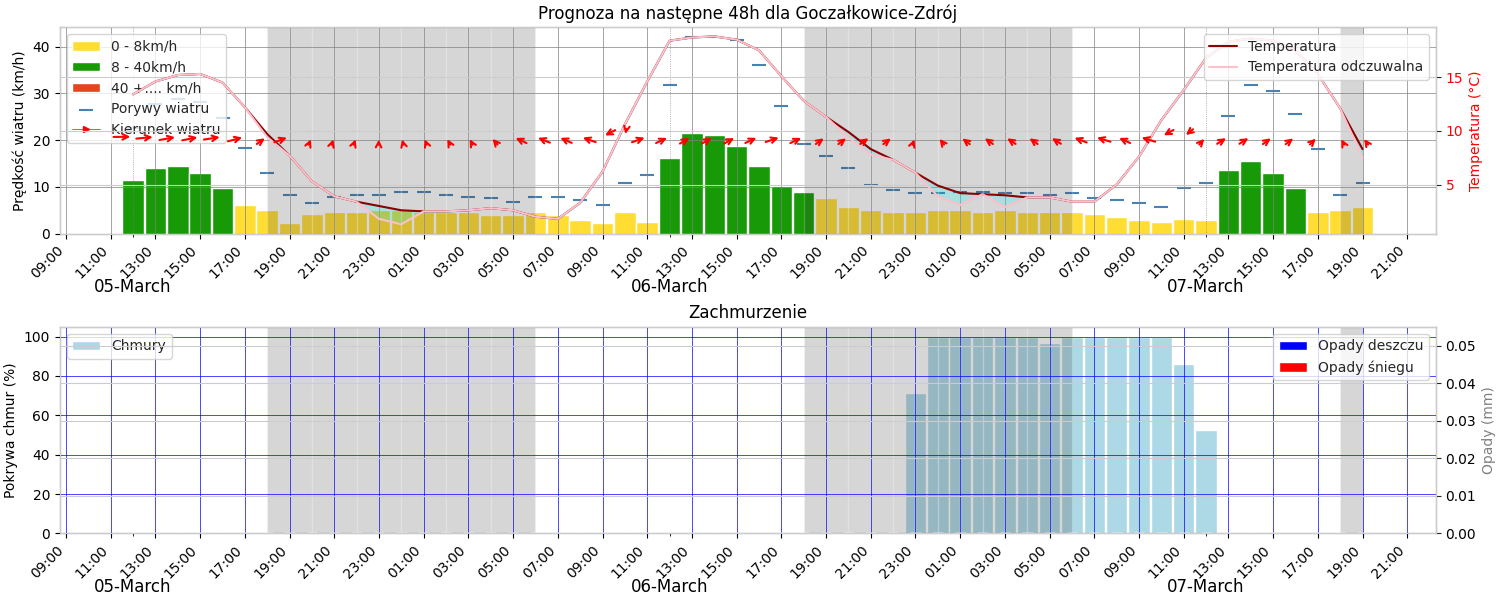 Prognoza na następne 48h dla Goczałkowice-Zdrój
Prędkość wiatru (km/h)
40
30
20
10
0
0 - 8km/h
8 - 40km/h
40 +.... km/h
Porywy wiatru
Kierunek wiatru
Temperatura
Temperatura odczuwalna
15
10
5
Temperatura (°C)
09:00 11:00 13:00 15:00 17:00 19:00 21:00 23:00 01:00 03:00 05:00 07:00 09:00 11:00 13:00 15:00 17:00 19:00 21:00 23:00 01:00 03:00 05:00 07:00 09:00 11:00 13:00 15:00 17:00 19:00 21:00
05-March 06-March 07-March
Zachmurzenie
Pokrywa chmur (%)
100
80
60
40
20
0
Chmury
Opady deszczu
Opady śniegu
0.05
0.04
0.03
0.02
0.01
0.00
Opady (mm)
09:00 11:00 13:00 15:00 17:00 19:00 21:00 23:00 01:00 03:00 05:00 07:00 09:00 11:00 13:00 15:00 17:00 19:00 21:00 23:00 01:00 03:00 05:00 07:00 09:00 11:00 13:00 15:00 17:00 19:00 21:00
05-March 06-March 07-March